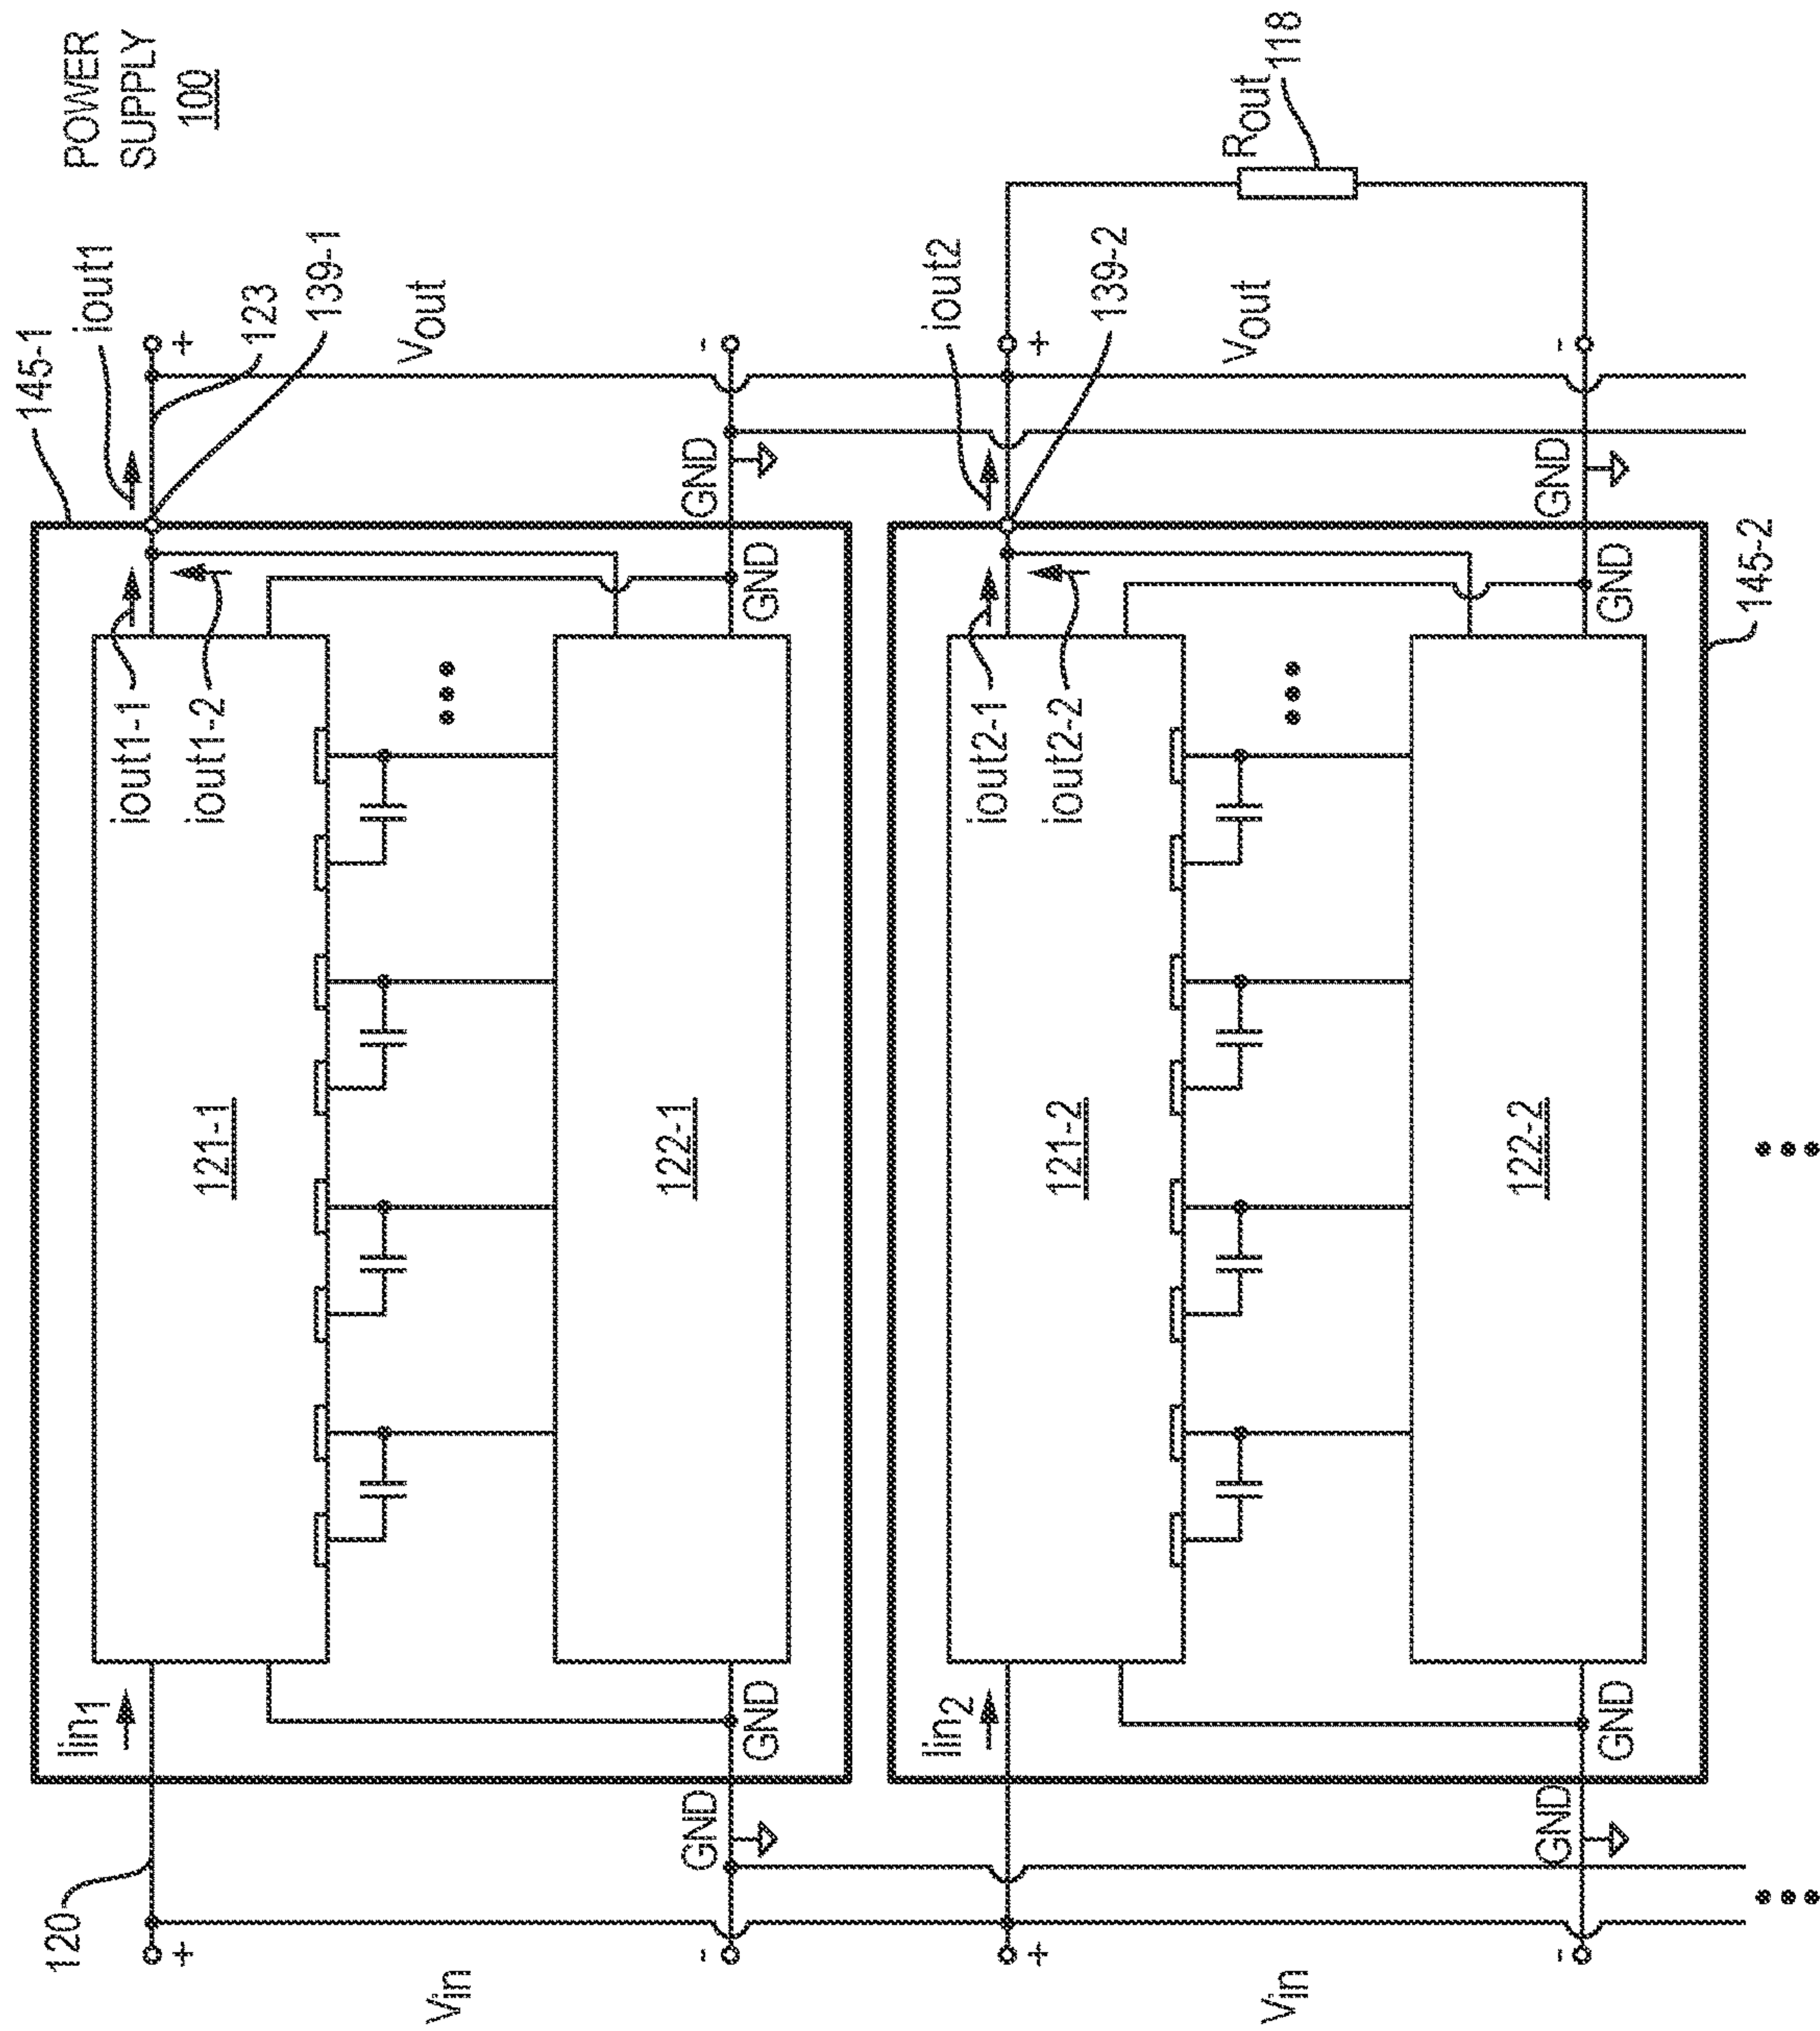 POWER
SUPPLY
100
145-1
iout1
123
139-1
Vout
iout1-1
iout1-2
GND
GND
121-1
122-1
Iin1
GND
GND
120
+
-
+
-
Vin
iout2
139-2
Vout
Rout
118
+
-
iout2-1
iout2-2
GND
GND
145-2
121-2
122-2
Iin2
GND
GND
+
-
Vin